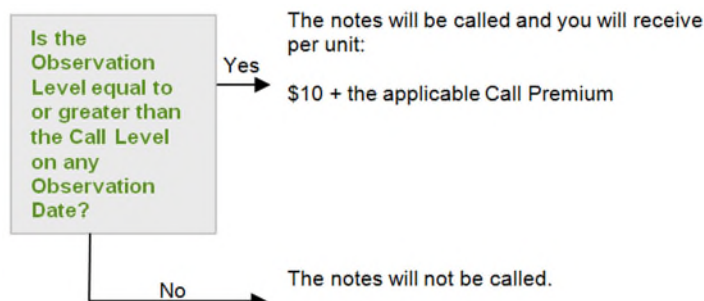 Is the
Observation
Level equal to
or greater than
the Call Level
on any
Observation
Date?
Yes
The notes will be called and you will receive
per unit:
$10 + the applicable Call Premium
No
The notes will not be called.